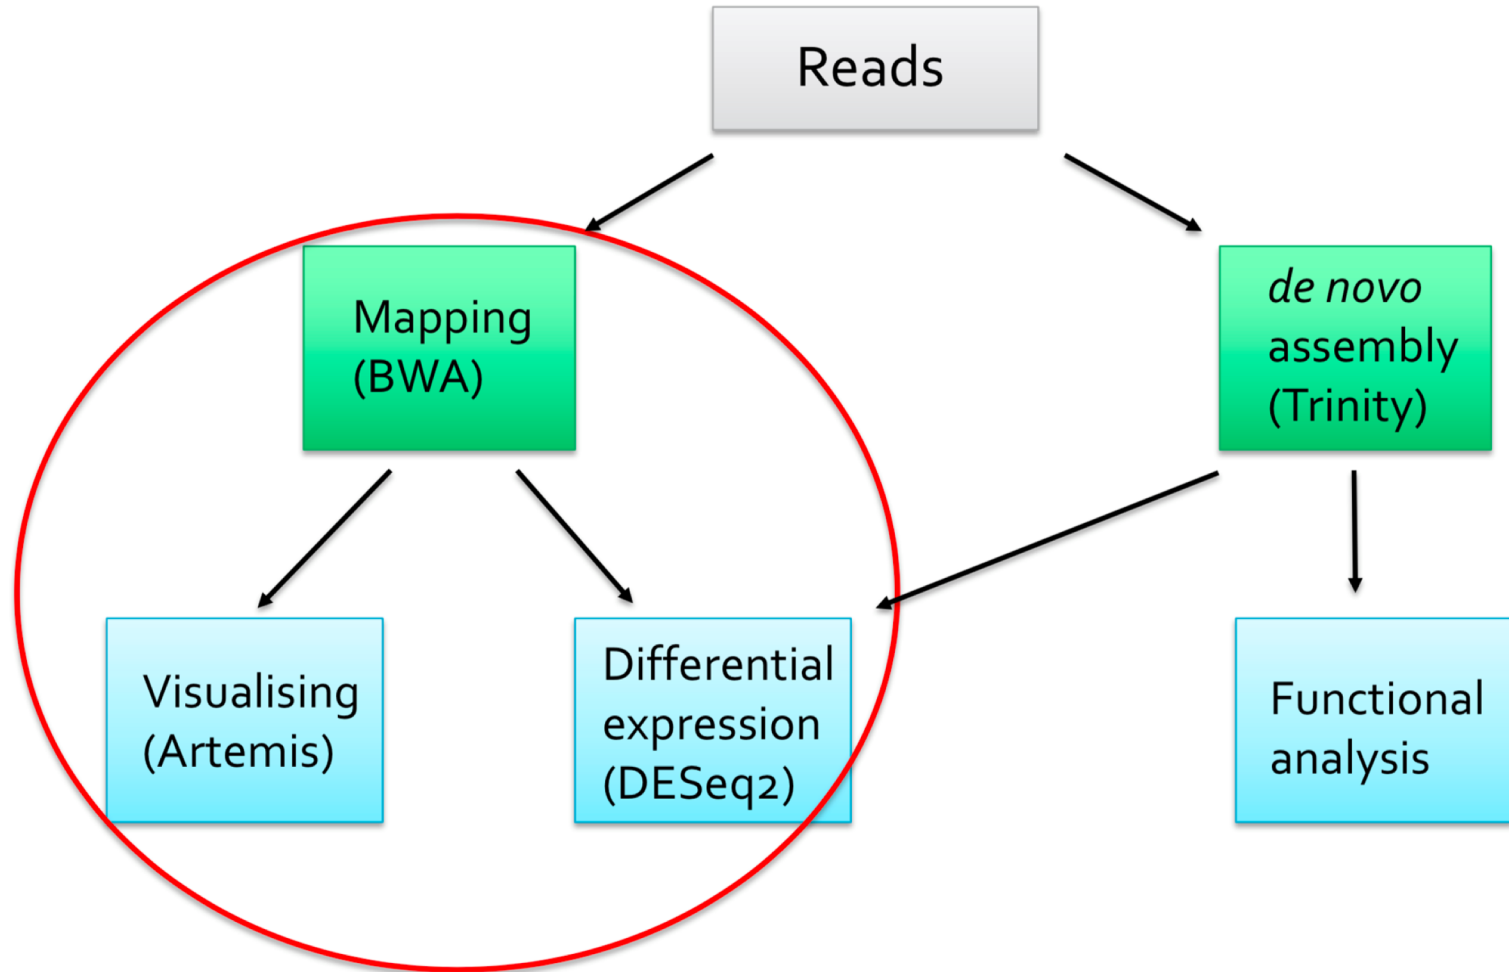 Reads
Mapping
(BWA)
de novo
assembly
(Trinity)
Visualising
(Artemis)
Differential
expression
(DESeq2)
Functional
analysis